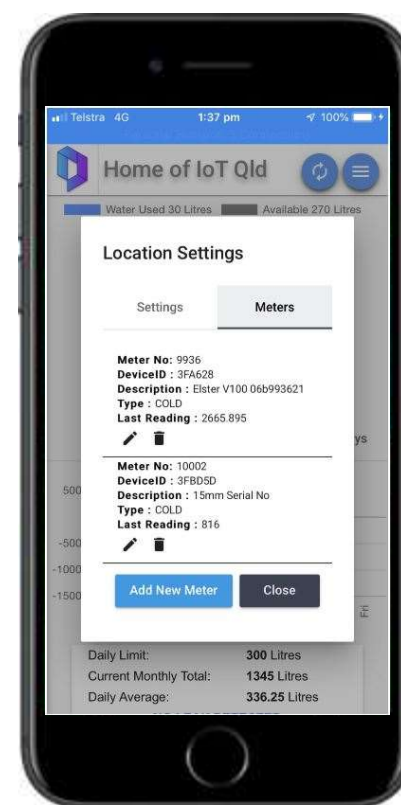 Telstra 4G 1:37 pm 100%
Home of IoT Qld
Water Used 30 Litres Available 270 Litres
Location Settings
Settings Meters
Meter No: 9936
DeviceID : 3FA628
Description : Elster V100 06b993621
Type : COLD
Last Reading : 2665.895
ys
Meter No: 10002
DeviceID : 3FBD5D
Description : 15mm Serial No
Type : COLD
Last Reading : 816
500
-500
-1000
-1500
Fri
Add New Meter Close
Daily Limit: 300 Litres
Current Monthly Total: 1345 Litres
Daily Average: 336.25 Litres